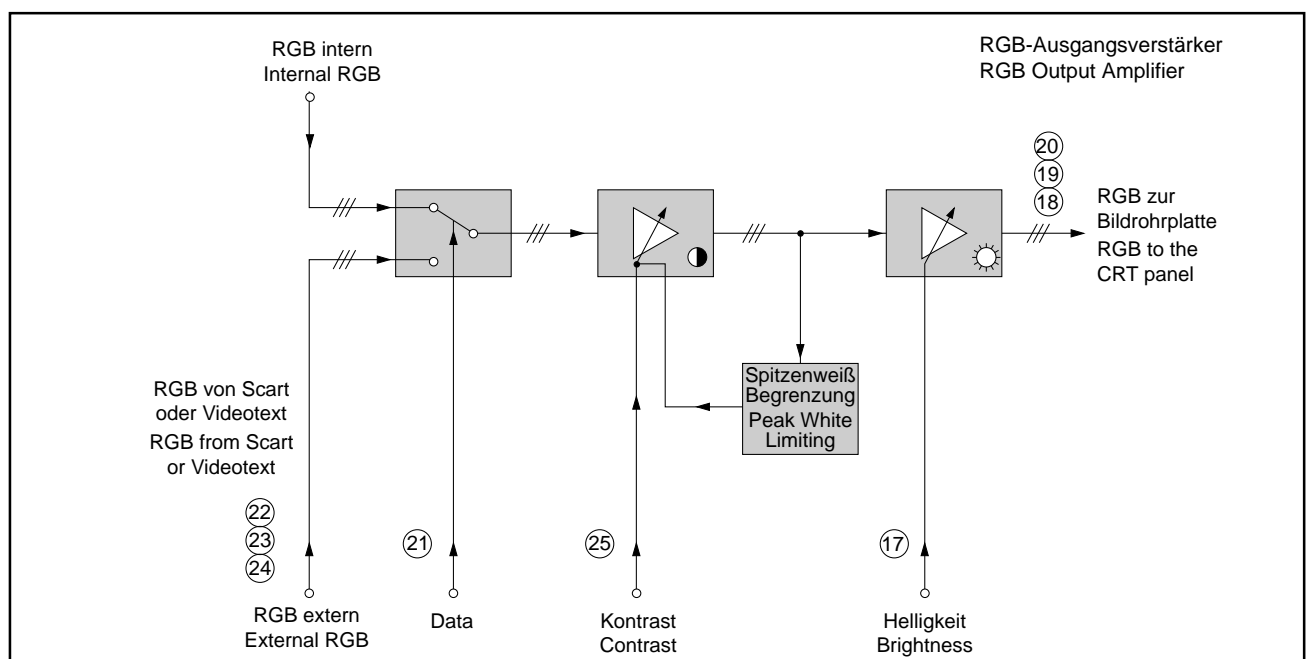 RGB intern
Internal RGB
RGB-Ausgangsverstärker
RGB Output Amplifier
20
19
18
RGB zur
Bildrohrplatte
RGB to the
CRT panel
Spitzenweiß
Begrenzung
Peak White
Limiting
RGB von Scart
oder Videotext
RGB from Scart
or Videotext
22
23
24
21
25
17
RGB extern
External RGB
Data
Kontrast
Contrast
Helligkeit
Brightness